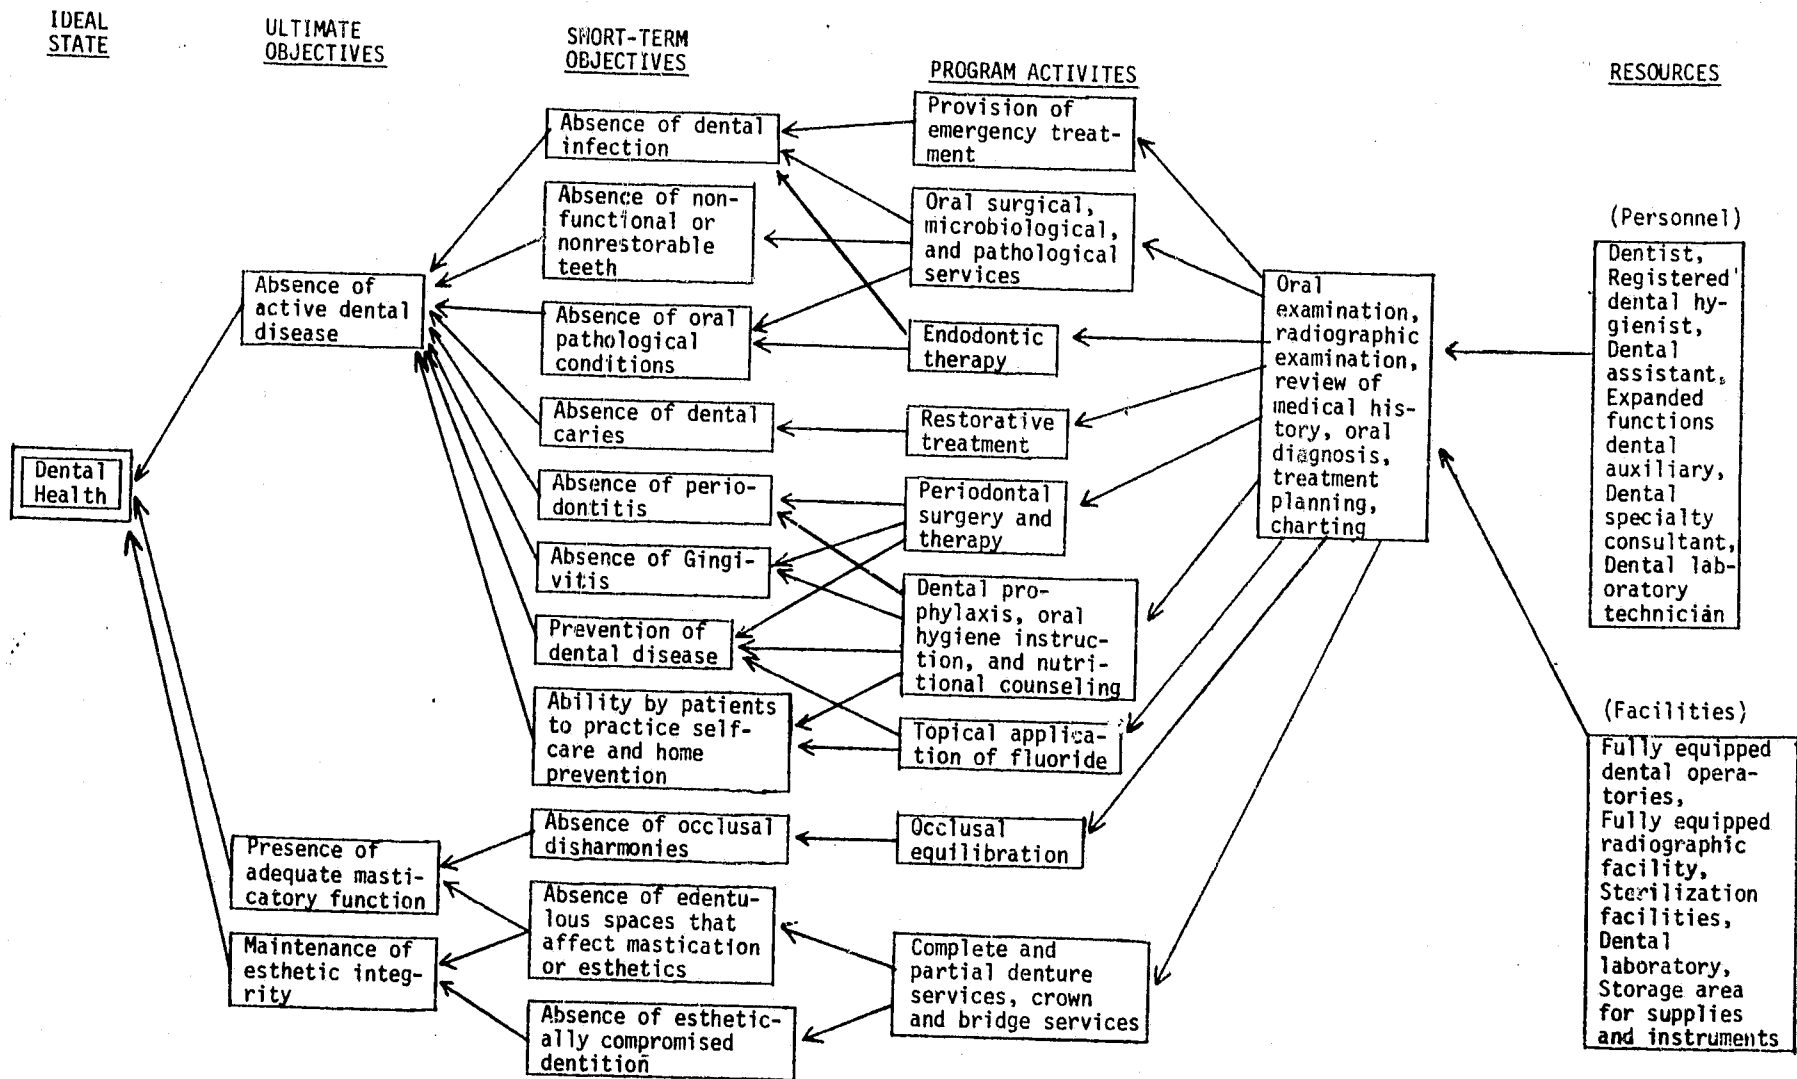 IDEAL
STATE
ULTIMATE
OBJECTIVES
SHORT-TERM
OBJECTIVES
PROGRAM ACTIVITES
RESOURCES
Dental
Health
Absence of
active dental
disease
Presence of
adequate masti-
catory function
Maintenance of
esthetic integ-
rity
Absence of dental
infection
Absence of non-
functional or
nonrestorable
teeth
Absence of oral
pathological
conditions
Absence of dental
caries
Absence of perio-
dontitis
Absence of Gingi-
vitis
Prevention of
dental disease
Ability by patients
to practice self-
care and home
prevention
Absence of occlusal
disharmonies
Absence of edentu-
lous spaces that
affect mastication
or esthetics
Absence of esthetic-
ally compromised
dentition
Provision of
emergency treat-
ment
Oral surgical,
microbiological,
and pathological
services
Endodontic
therapy
Restorative
treatment
Periodontal
surgery and
therapy
Dental pro-
phylaxis, oral
hygiene instruc-
tion, and nutri-
tional counseling
Topical applica-
tion of fluoride
Occlusal
equilibration
Complete and
partial denture
services, crown
and bridge services
Oral
examination,
radiographic
examination,
review of
medical his-
tory, oral
diagnosis,
treatment
planning,
charting
(Personnel)
Dentist,
Registered
dental hy-
gienist,
Dental
assistant,
Expanded
functions
dental
auxiliary,
Dental
specialty
consultant,
Dental lab-
oratory
technician
(Facilities)
Fully equipped
dental opera-
tories,
Fully equipped
radiographic
facility,
Sterilization
facilities,
Dental
laboratory,
Storage area
for supplies
and instruments